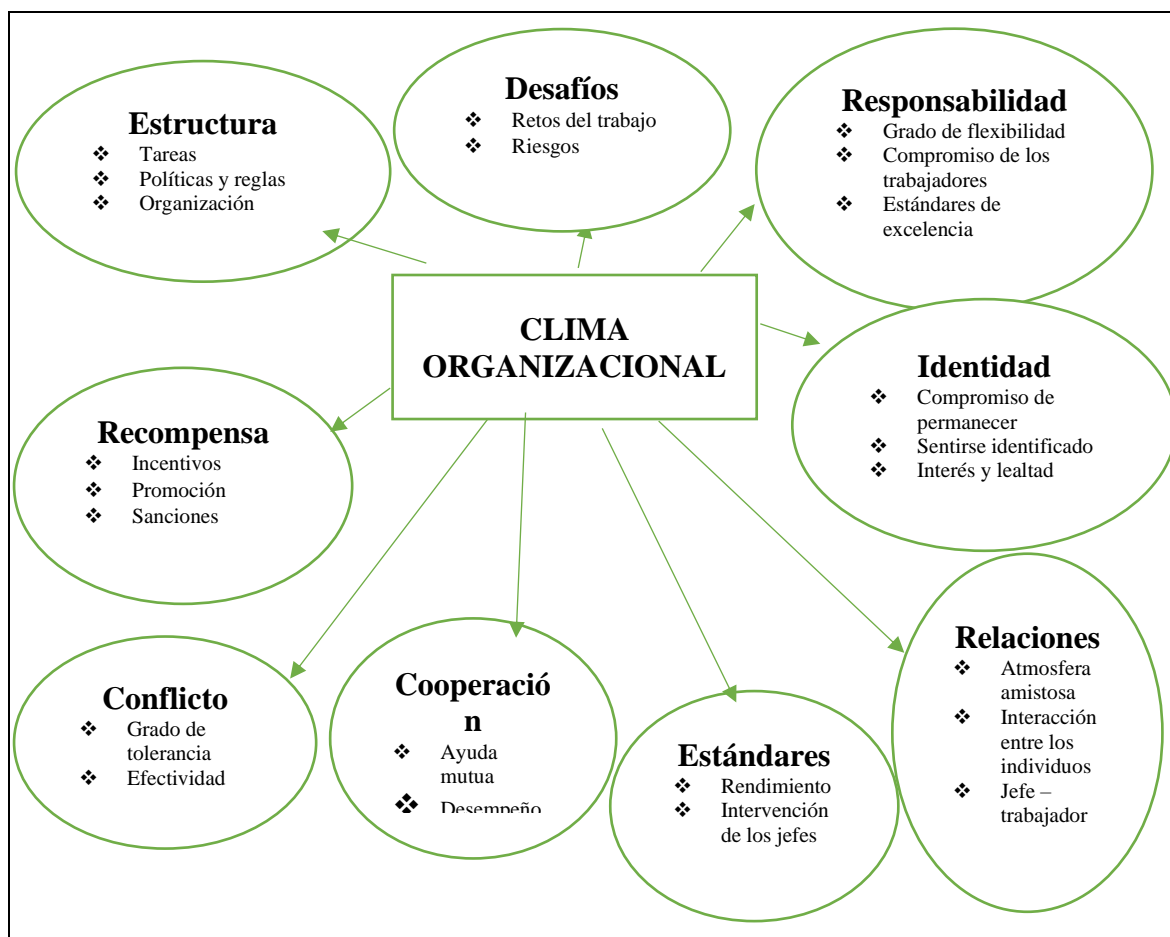 Estructura
❖ Tareas
❖ Políticas y reglas
❖ Organización
Desafíos
❖ Retos del trabajo
❖ Riesgos
Responsabilidad
❖ Grado de flexibilidad
❖ Compromiso de los
trabajadores
❖ Estándares de
excelencia
CLIMA
ORGANIZACIONAL
Identidad
❖ Compromiso de
permanecer
❖ Sentirse identificado
❖ Interés y lealtad
Recompensa
❖ Incentivos
❖ Promoción
❖ Sanciones
Conflicto
❖ Grado de
tolerancia
❖ Efectividad
Cooperació
n
❖ Ayuda
mutua
❖ Desempeño
Estándares
❖ Rendimiento
❖ Intervención
de los jefes
Relaciones
❖ Atmosfera
amistosa
❖ Interacción
entre los
individuos
❖ Jefe –
trabajador